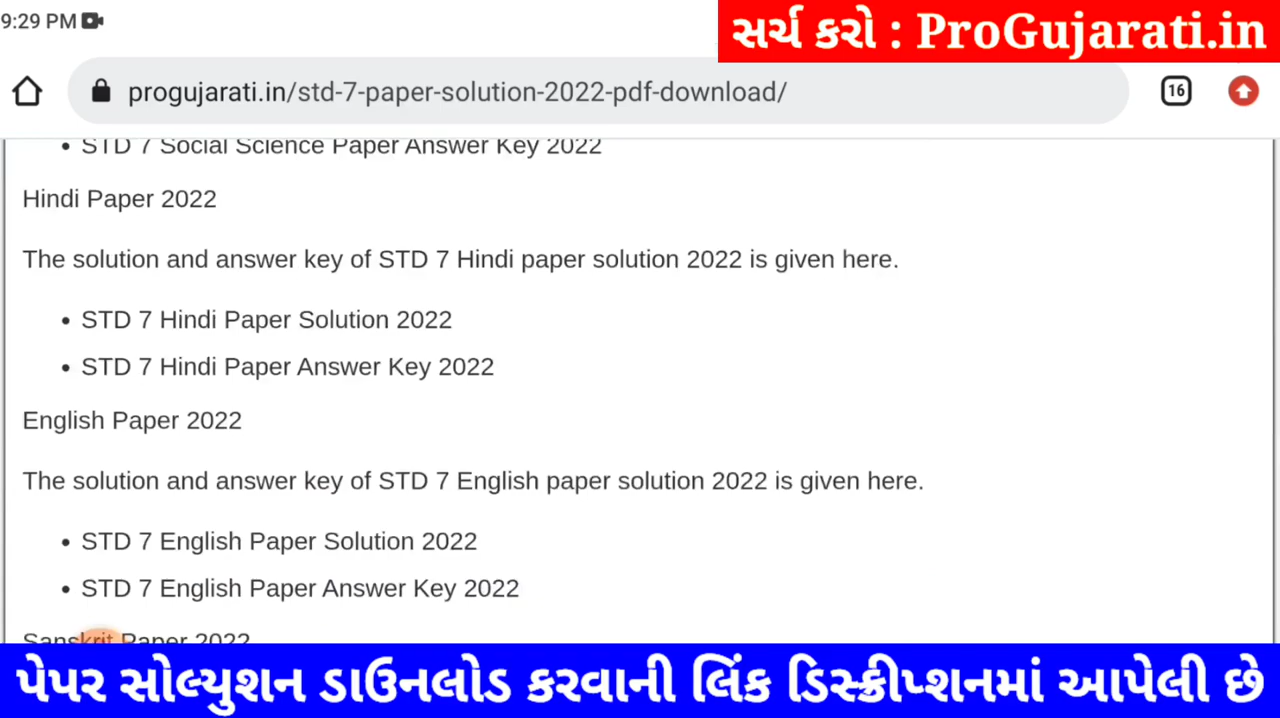 9:29 PM
સર્ચ કરો : ProGujarati.in
progujarati.in/std-7-paper-solution-2022-pdf-download/
16
• STD 7 Social Science Paper Answer Key 2022
Hindi Paper 2022
The solution and answer key of STD 7 Hindi paper solution 2022 is given here.
• STD 7 Hindi Paper Solution 2022
• STD 7 Hindi Paper Answer Key 2022
English Paper 2022
The solution and answer key of STD 7 English paper solution 2022 is given here.
• STD 7 English Paper Solution 2022
• STD 7 English Paper Answer Key 2022
Sanskrit Paper 2022
પેપર સોલ્યુશન ડાઉનલોડ કરવાની લિંક ડિસ્ક્રીપ્શનમાં આપેલી છે